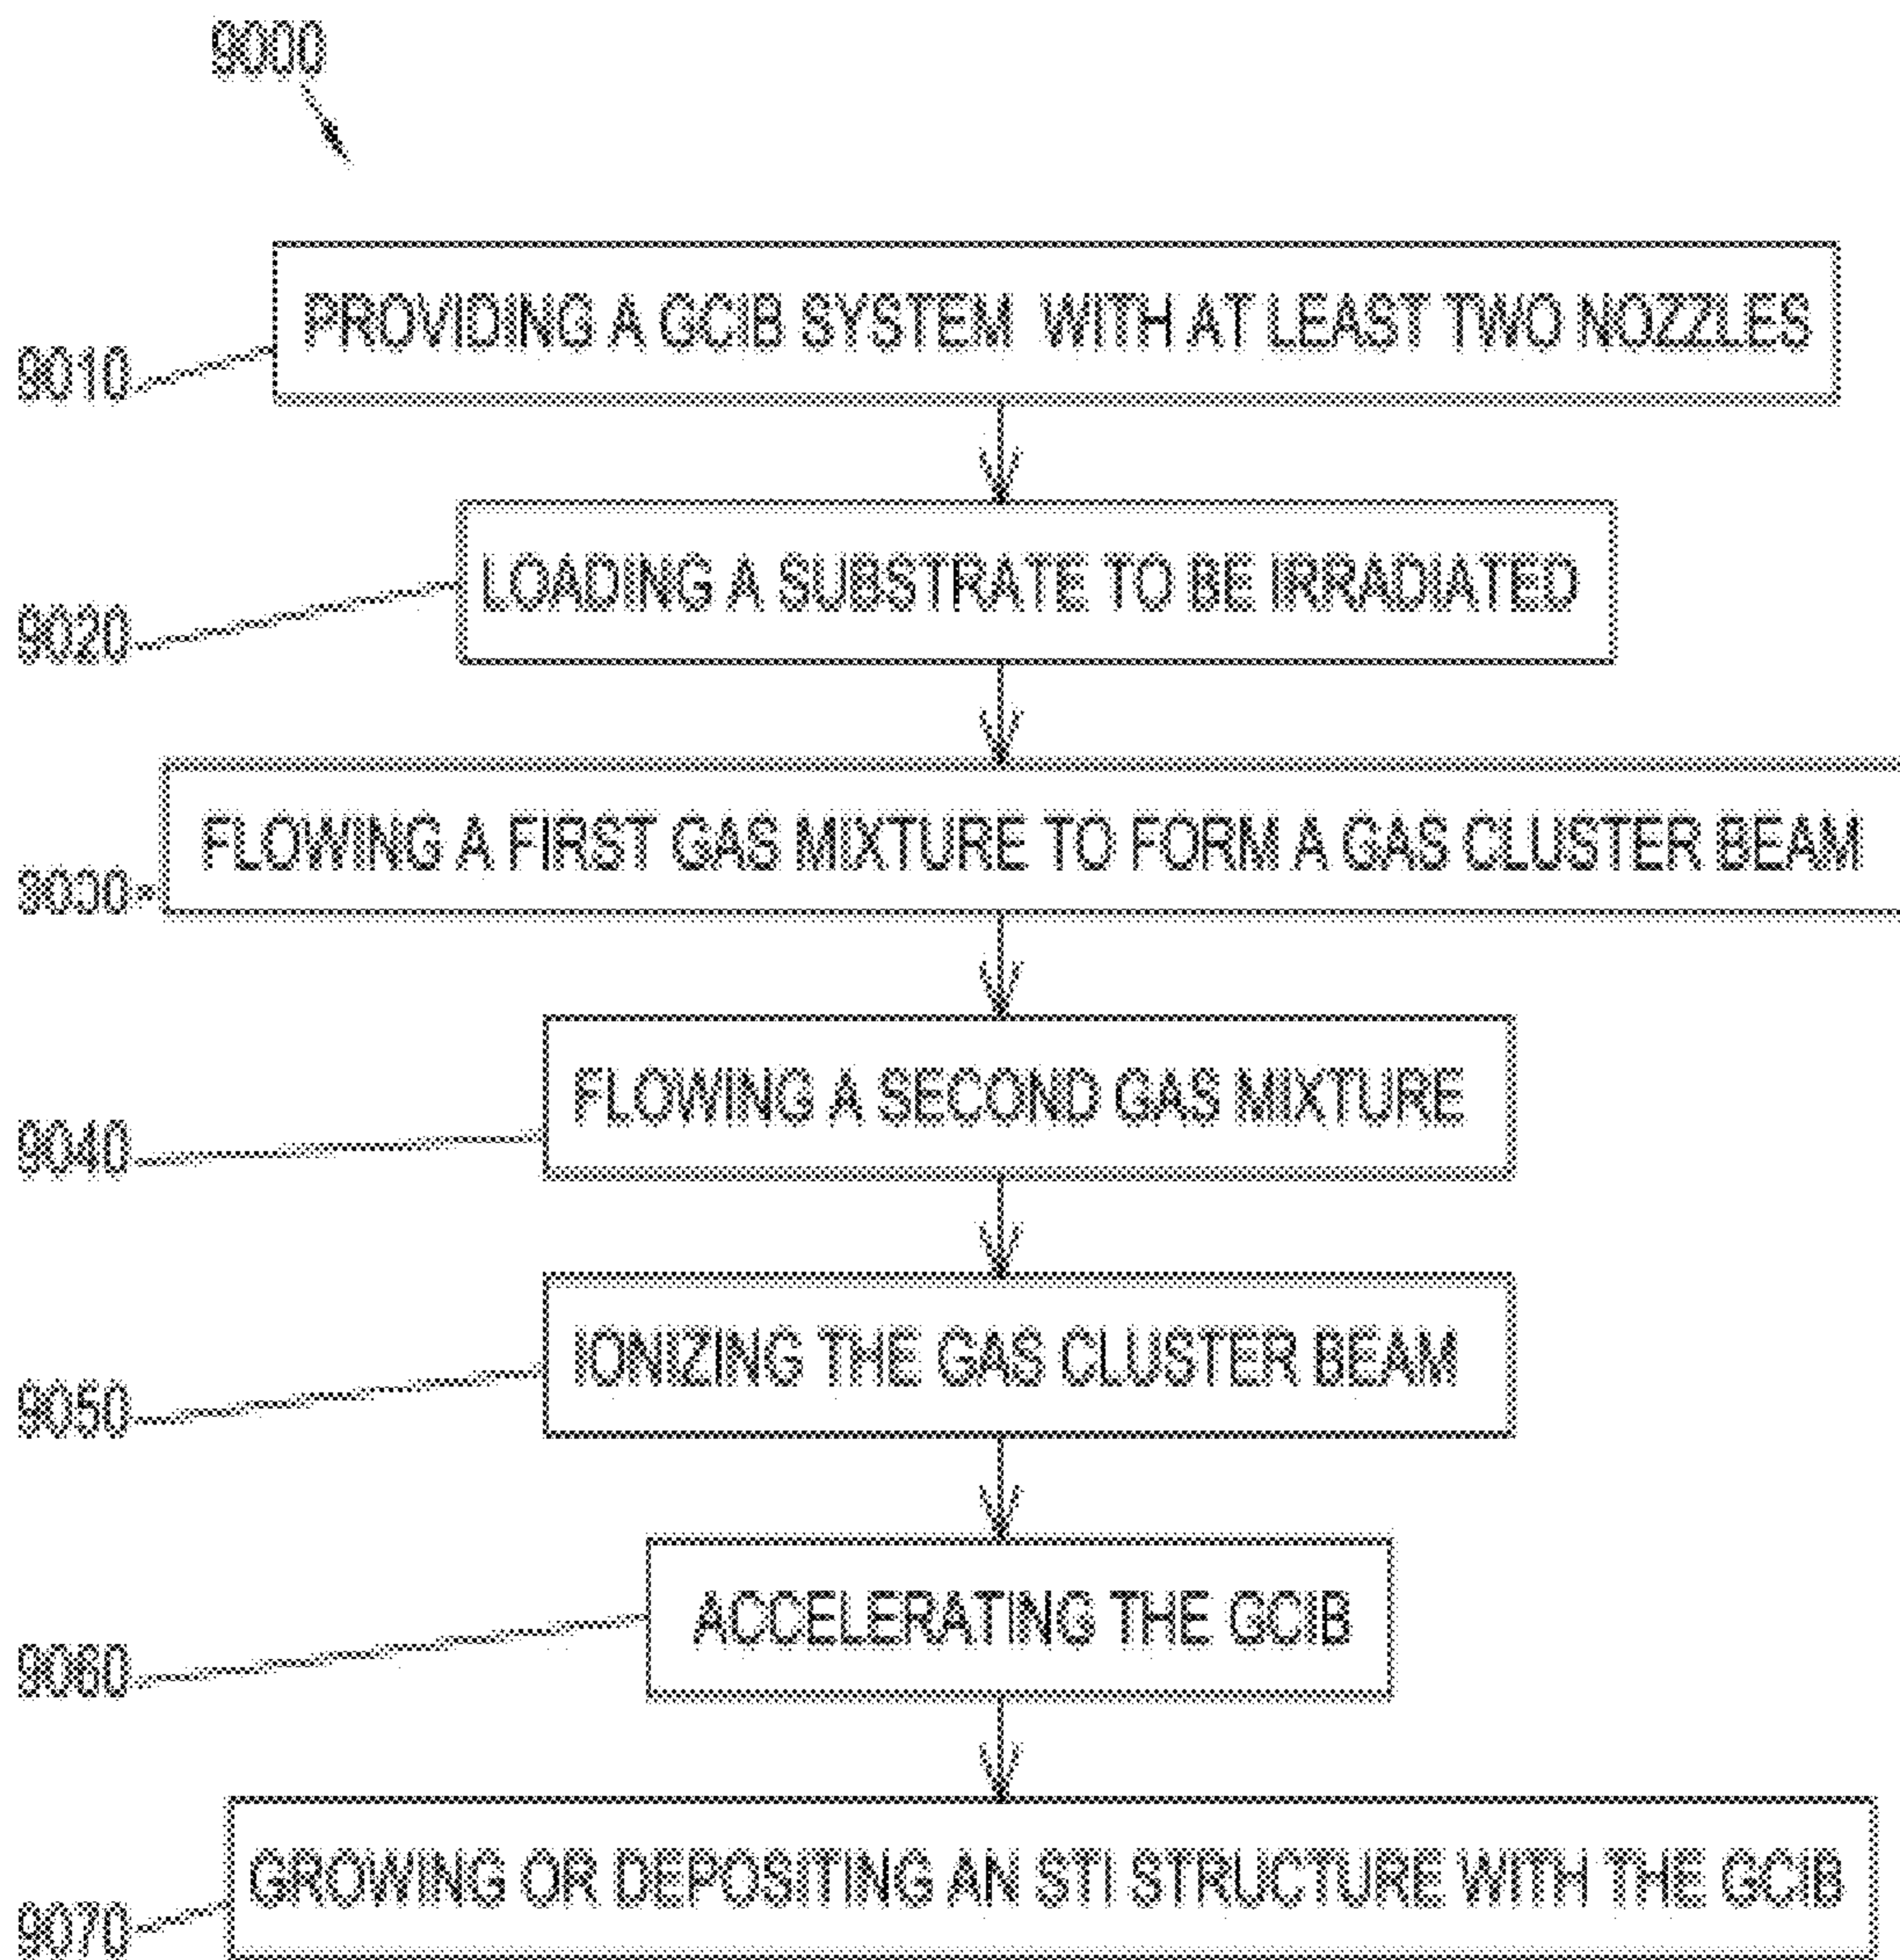 9000
PROVIDING A GCIB SYSTEM WITH AT LEAST TWO NOZZLES
9010
LOADING A SUBSTRATE TO BE IRRADIATED
9020
FLOWING A FIRST GAS MIXTURE TO FORM A GAS CLUSTER BEAM
9030
FLOWING A SECOND GAS MIXTURE
9040
IONIZING THE GAS CLUSTER BEAM
9050
ACCELERATING THE GCIB
9060
GROWING OR DEPOSITING AN STI STRUCTURE WITH THE GCIB
9070